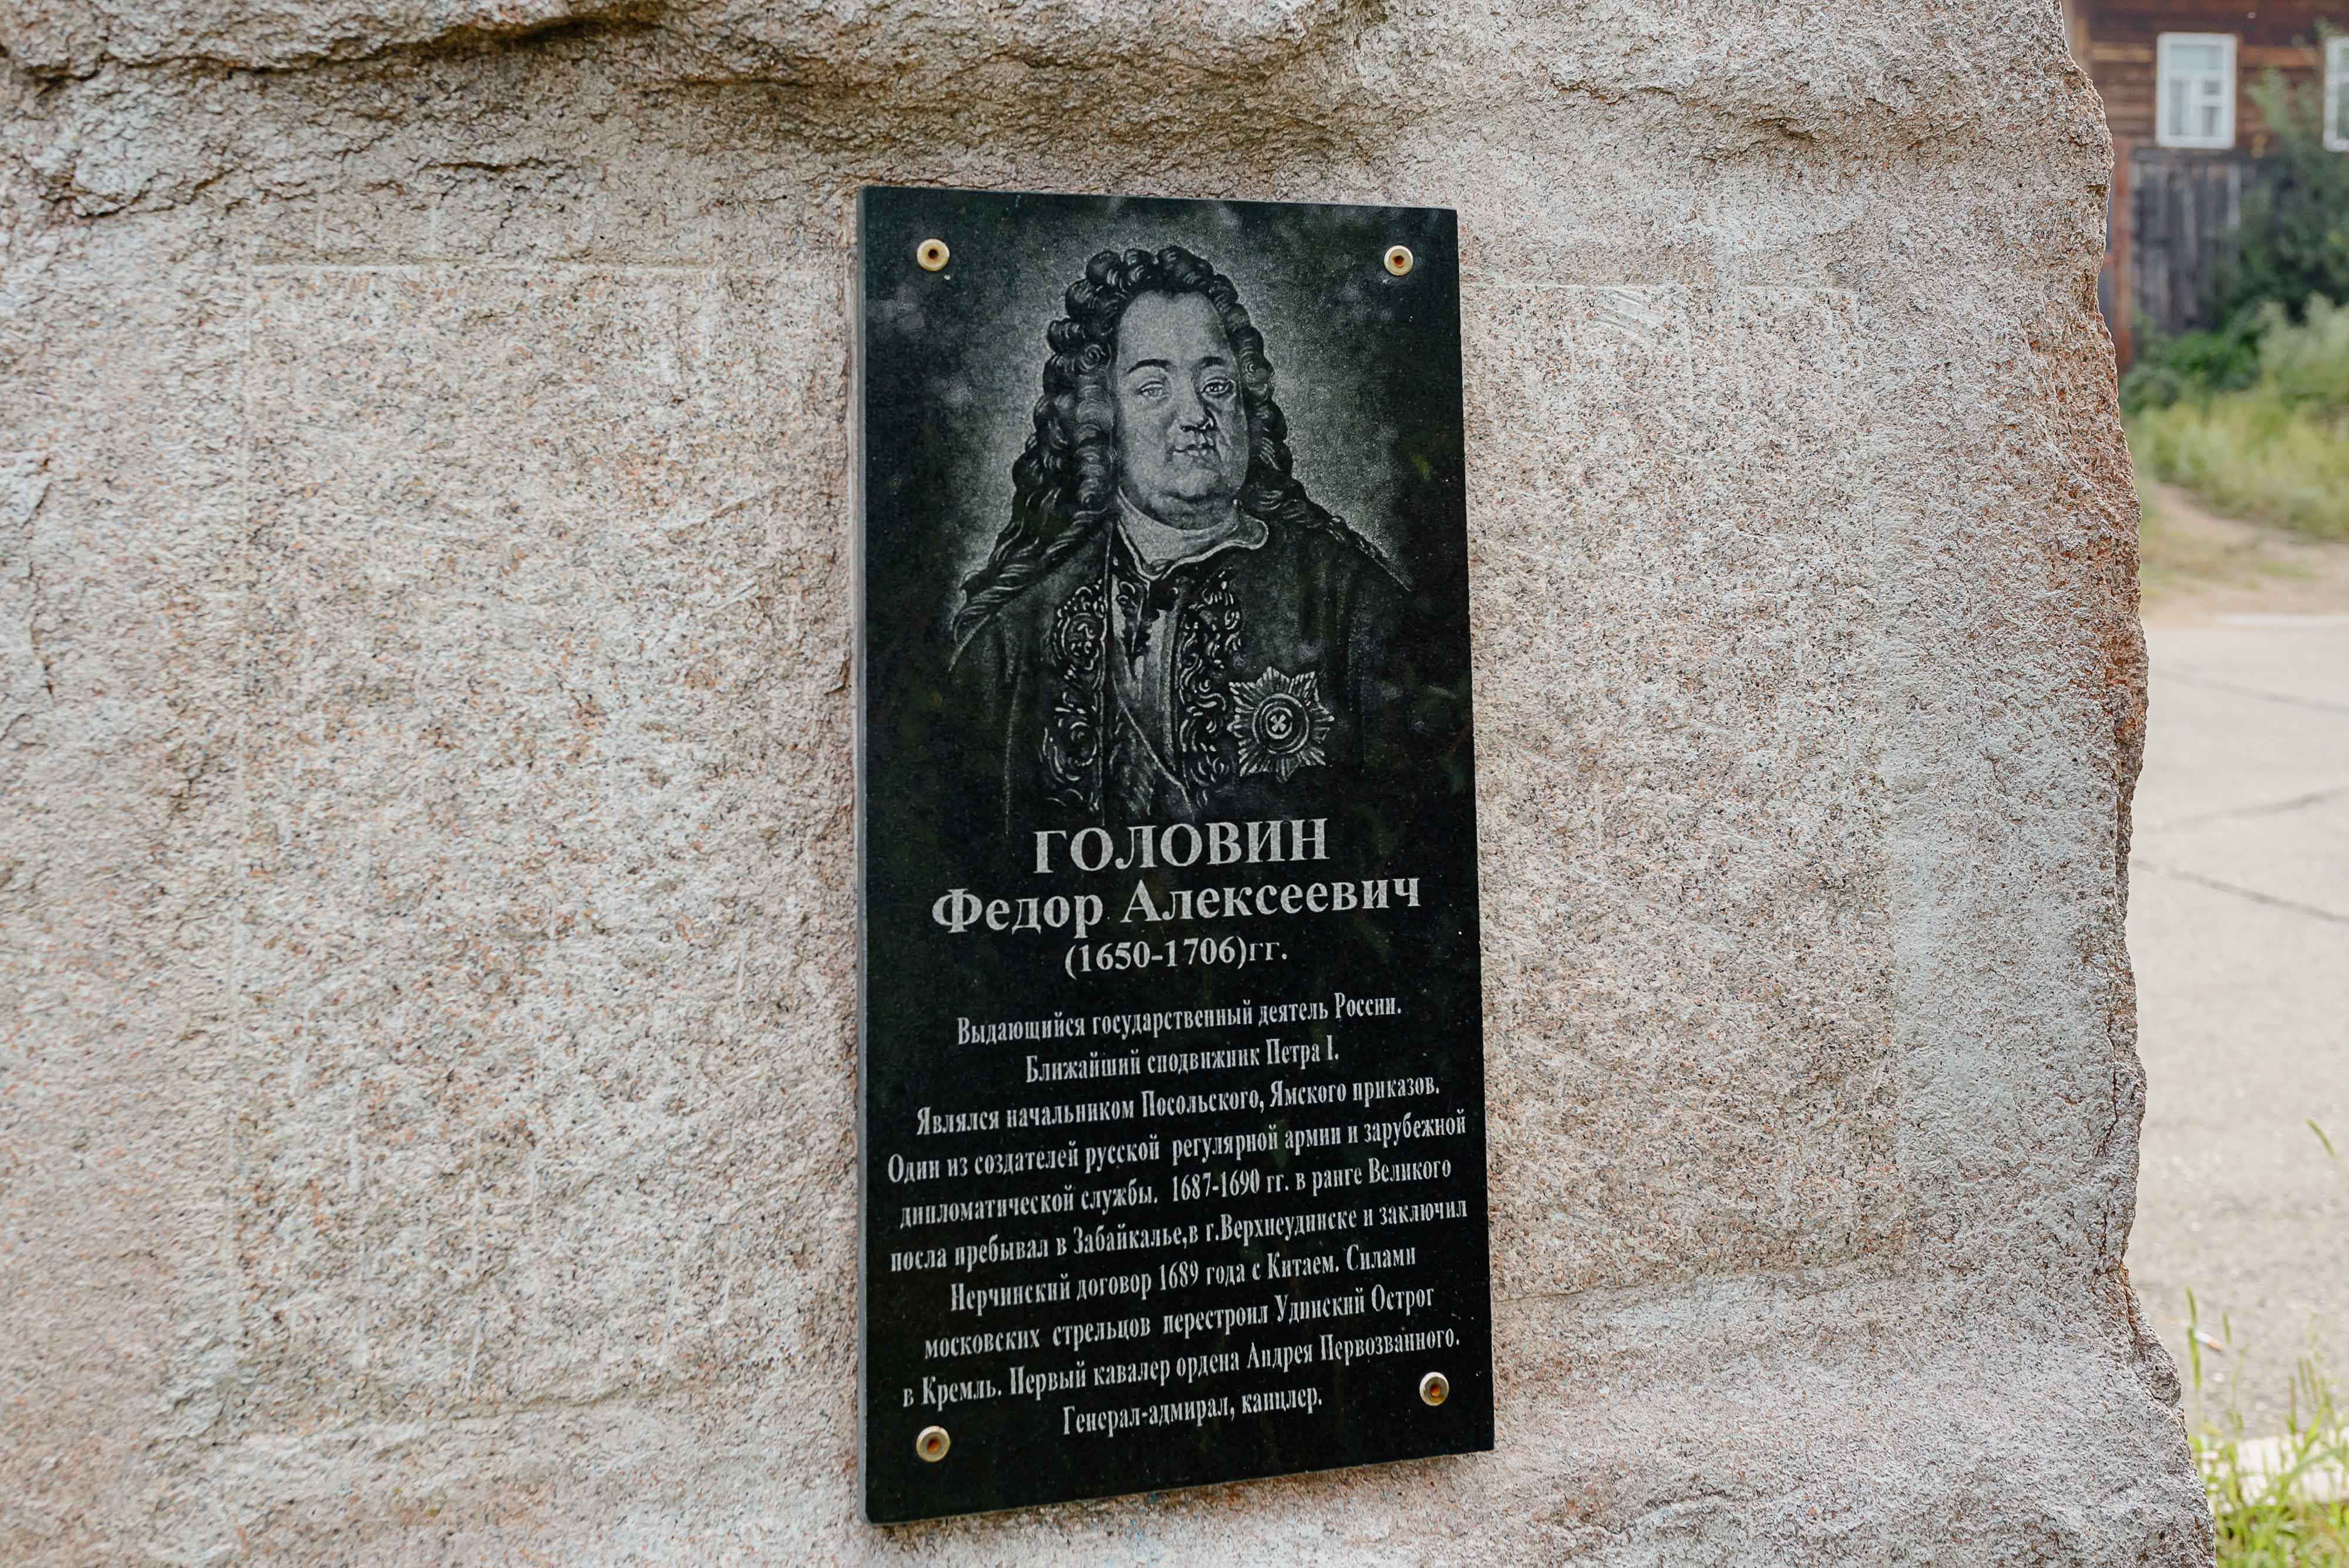 ГОЛОВИН
Федор Алексеевич
(1650-1706)гг.
Выдающийся государственный деятель России.
Ближайший сподвижник Петра I.
Являлся начальником Посольского, Ямского приказов.
Один из создателей русской регулярной армии и зарубежной
дипломатической службы. 1687-1690 гг. в ранге Великого
посла пребывал в Забайкалье,в г.Верхнеудинске и заключил
Нерчинский договор 1689 года с Китаем. Силами
московских стрельцов перестроил Удинский Острог
в Кремль. Первый кавалер ордена Андрея Первозванного.
Генерал-адмирал, канцлер.